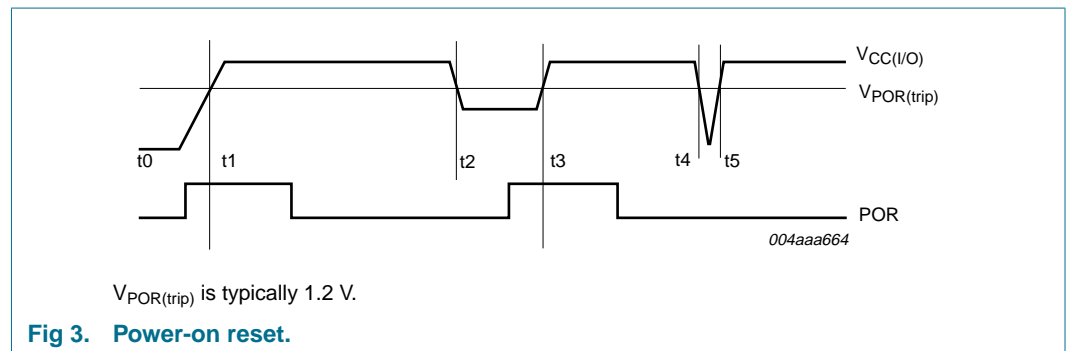 VCC(I/O)
VPOR(trip)
t0 t1 t2 t3 t4 t5
POR
004aaa664
VPOR(trip) is typically 1.2 V.
Fig 3. Power-on reset.